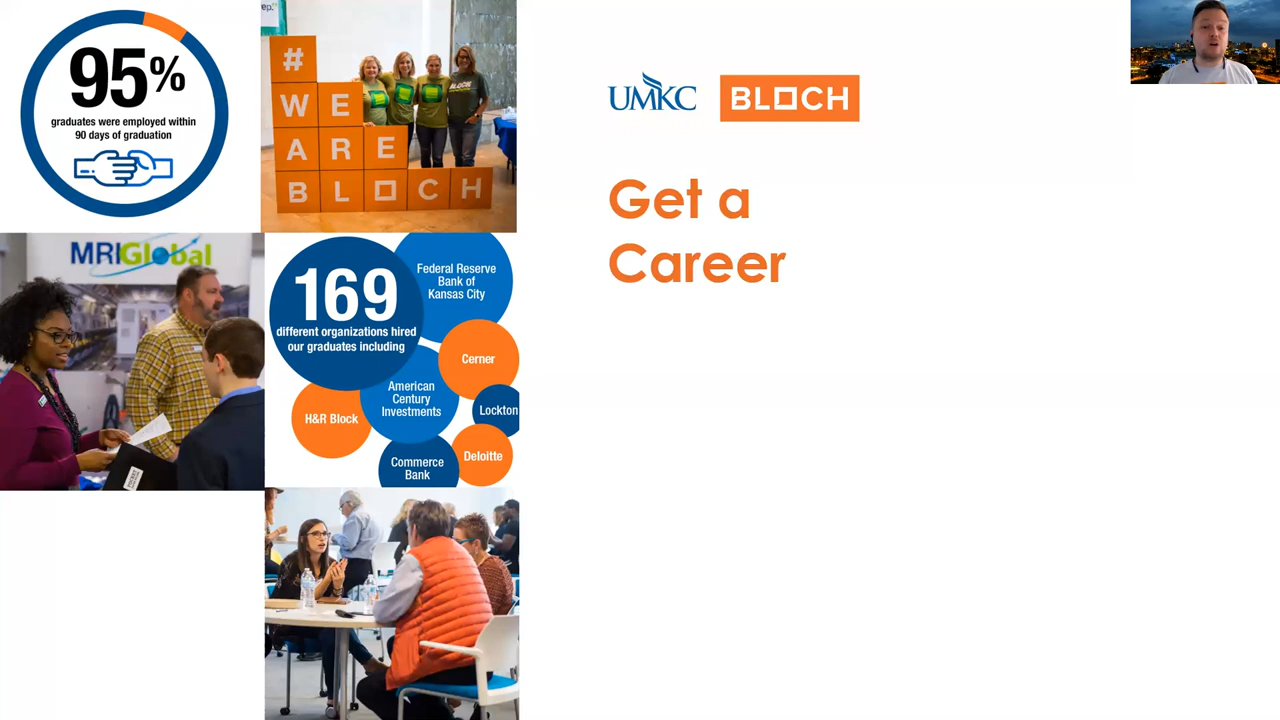 95%
graduates were employed within
90 days of graduation
# 
W E
A R E
B L O C H
UMKC
BLOCH
Get a
Career
MRIGlobal
169
different organizations hired
our graduates including
Federal Reserve
Bank of
Kansas City
Cerner
American
Century
Investments
Lockton
H&R Block
Deloitte
Commerce
Bank